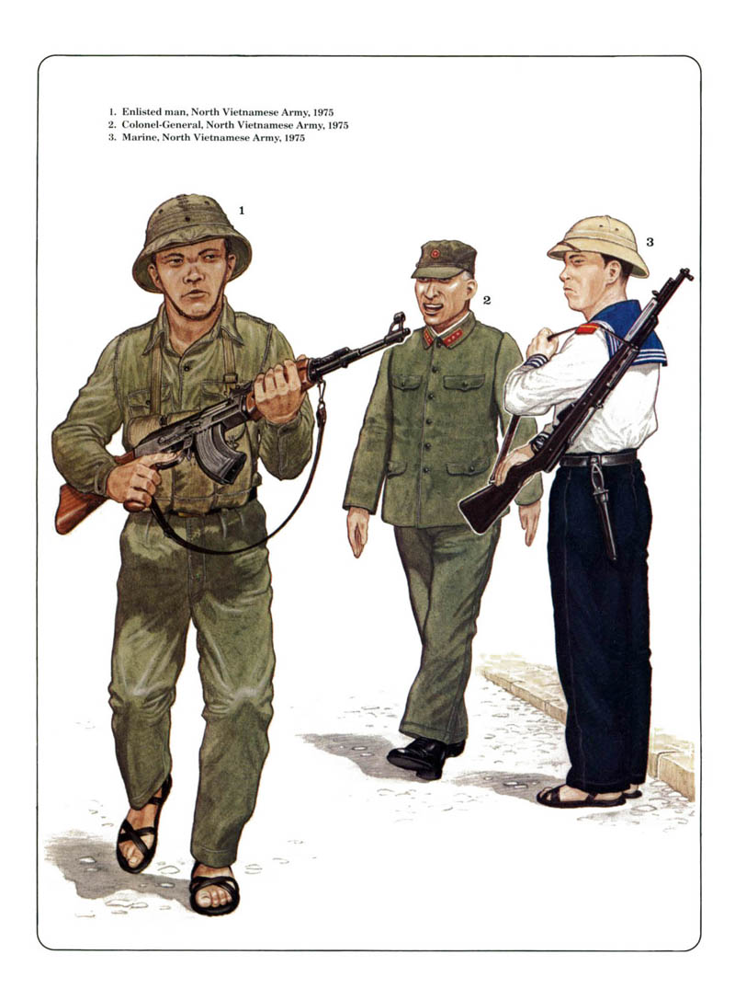 1. Enlisted man, North Vietnamese Army, 1975
2. Colonel-General, North Vietnamese Army, 1975
3. Marine, North Vietnamese Army, 1975
1
2
3